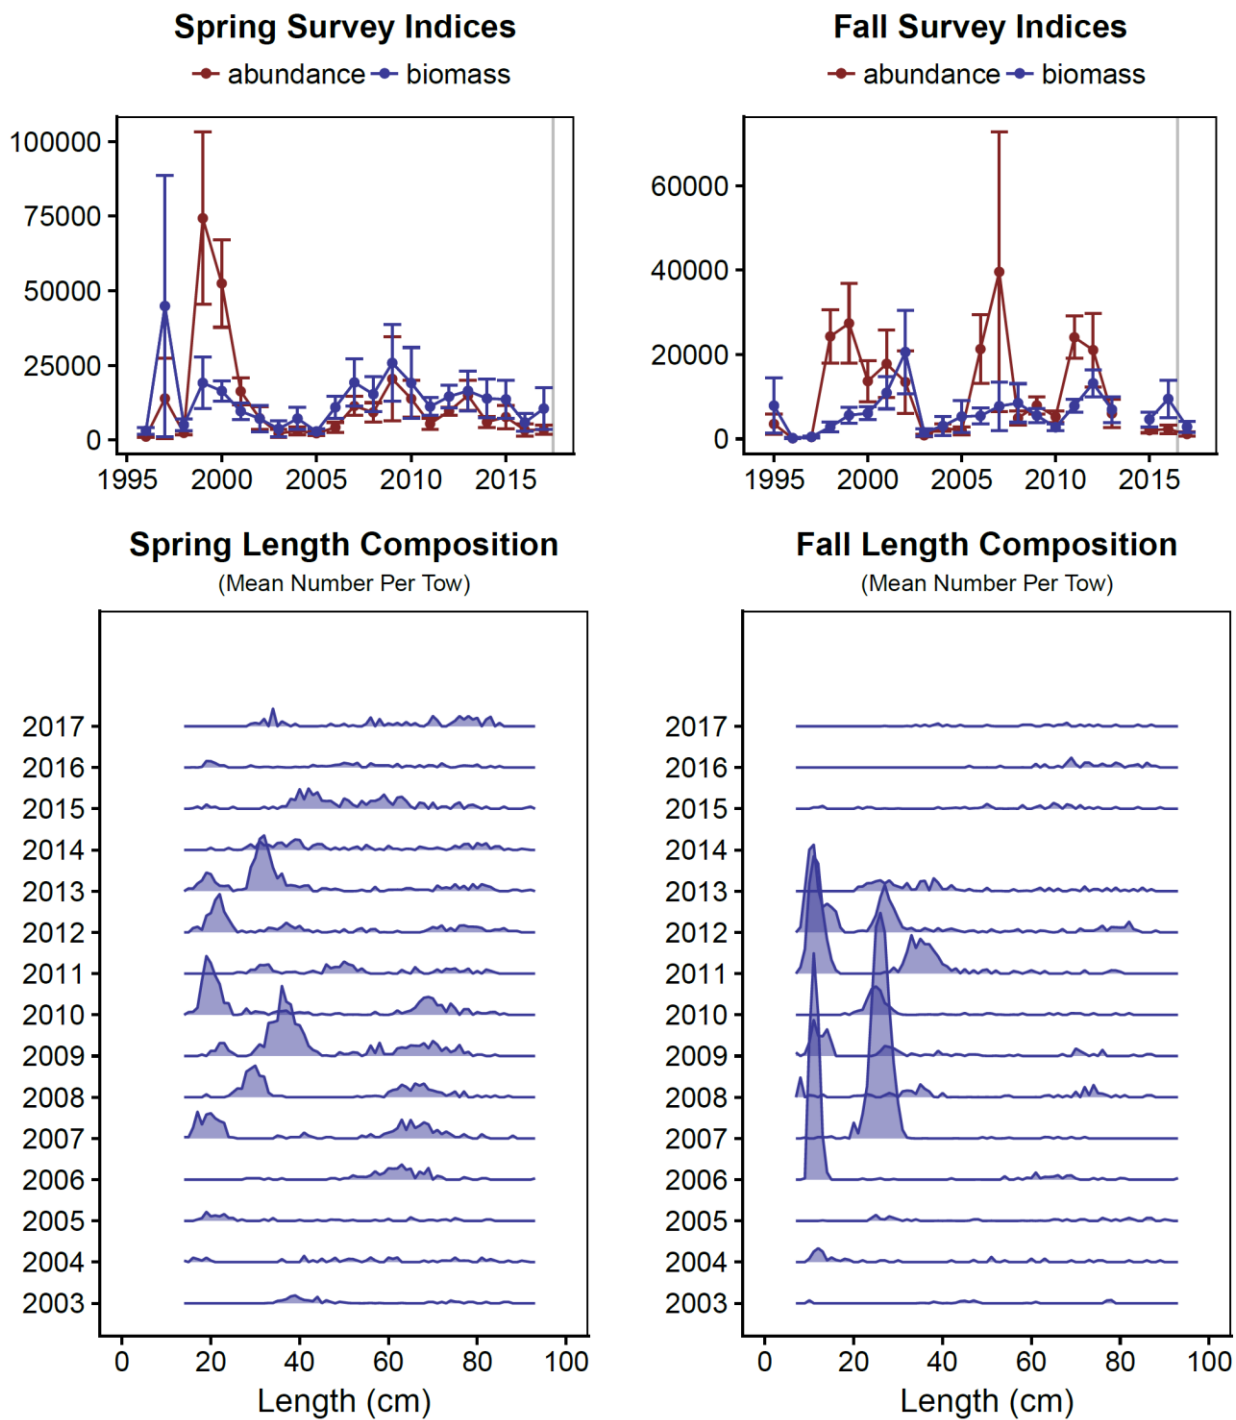 Spring Survey Indices
abundance biomass
100000
75000
50000
25000
0
1995 2000 2005 2010 2015
Fall Survey Indices
abundance biomass
60000
40000
20000
0
1995 2000 2005 2010 2015
Spring Length Composition
(Mean Number Per Tow)
2017
2016
2015
2014
2013
2012
2011
2010
2009
2008
2007
2006
2005
2004
2003
0 20 40 60 80 100
Length (cm)
Fall Length Composition
(Mean Number Per Tow)
2017
2016
2015
2014
2013
2012
2011
2010
2009
2008
2007
2006
2005
2004
2003
0 20 40 60 80 100
Length (cm)